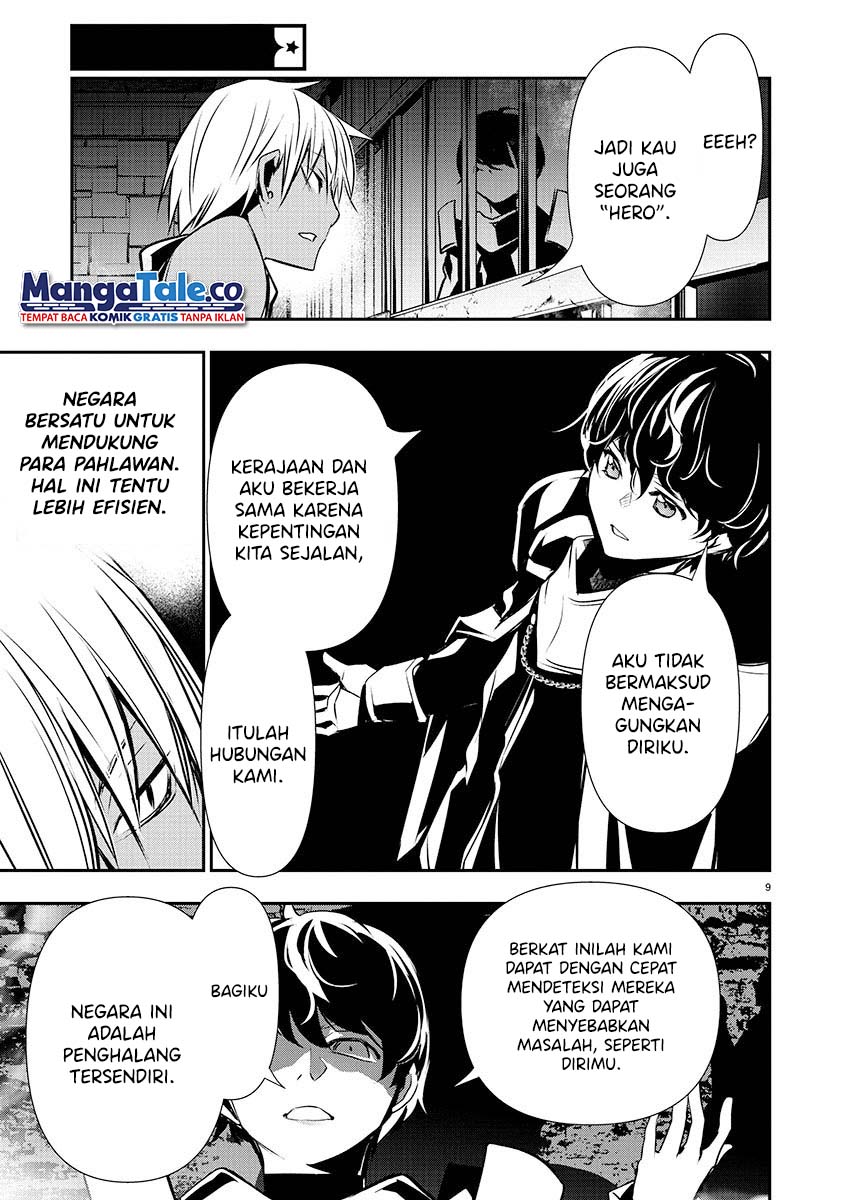 EEEH?
JADI KAU
JUGA
SEORANG
“HERO”.
MangaTale.co
TEMPAT BACA KOMIK GRATIS TANPA IKLAN
AKU TIDAK
BERMAKSUD
MENGA-
GUNGKAN
DIRIKU.
KERAJAAN DAN
AKU BEKERJA
SAMA KARENA
KEPENTINGAN
KITA SEJALAN,
ITULAH
HUBUNGAN
KAMI.
NEGARA
BERSATU UNTUK
MENDUKUNG
PARA PAHLAWAN.
HAL INI TENTU
LEBIH EFISIEN.
9
BERKAT INILAH KAMI
DAPAT DENGAN CEPAT
MENDETEKSI MEREKA
YANG DAPAT
MENYEBABKAN
MASALAH, SEPERTI
DIRIMU.
BAGIKU
NEGARA INI
ADALAH
PENGHALANG
TERSENDIRI.